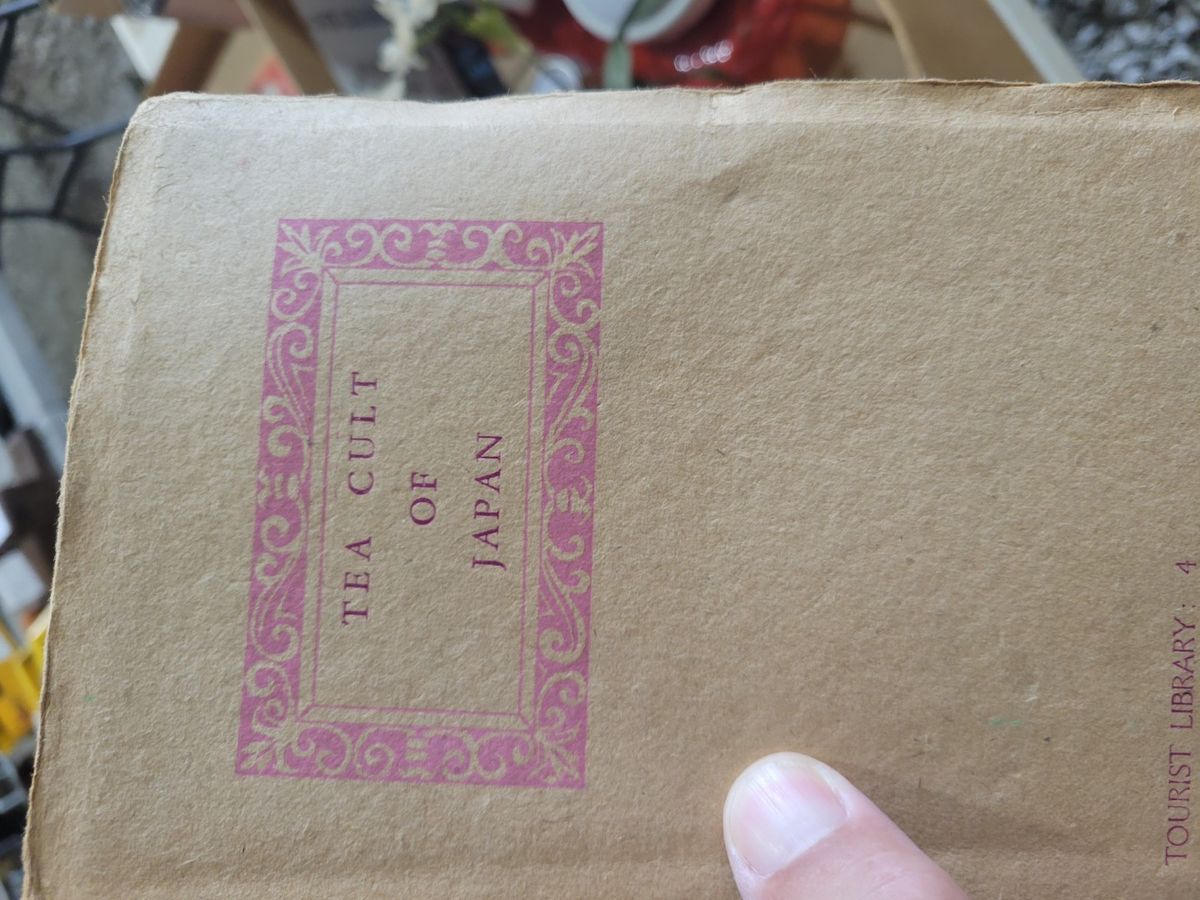 TEA CULT
OF
JAPAN
TOURIST LIBRARY: 4